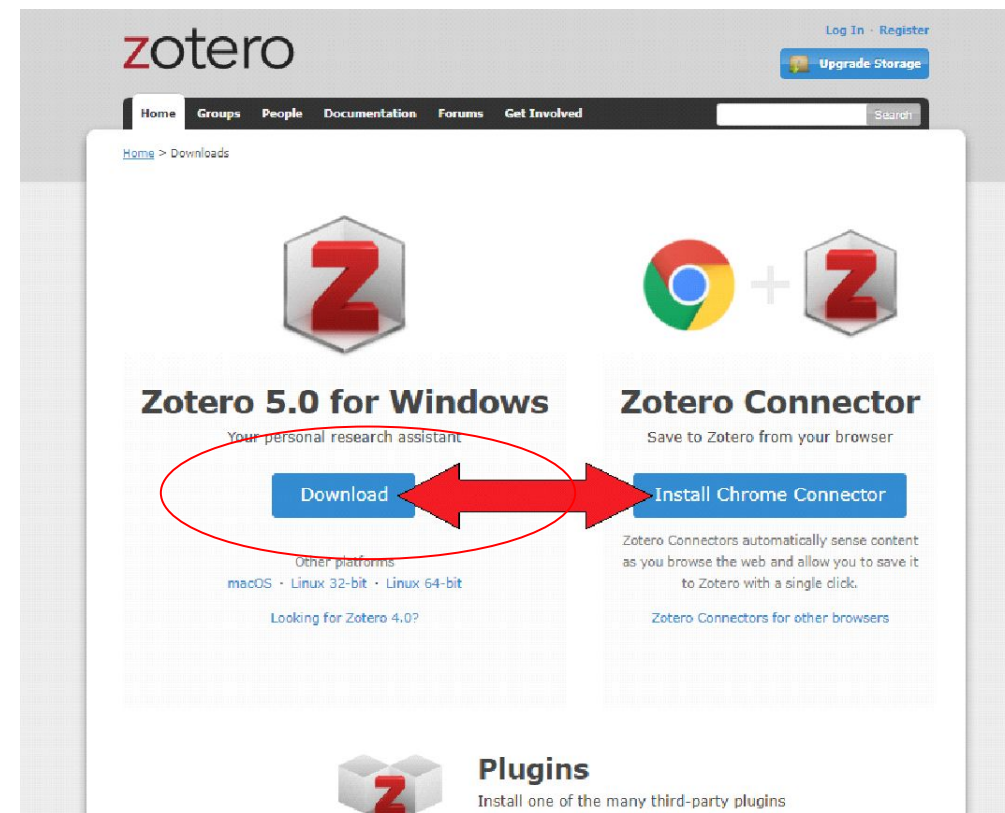 zotero
Log In · Register
Upgrade Storage
Home Groups People Documentation Forums Get Involved
Search
Home > Downloads
Z
Z
Zotero 5.0 for Windows
Your personal research assistant
Download
Other platforms
macOS · Linux 32-bit · Linux 64-bit
Looking for Zotero 4.0?
Zotero Connector
Save to Zotero from your browser
Install Chrome Connector
Zotero Connectors automatically sense content
as you browse the web and allow you to save it
to Zotero with a single click.
Zotero Connectors for other browsers
Z
Plugins
Install one of the many third-party plugins